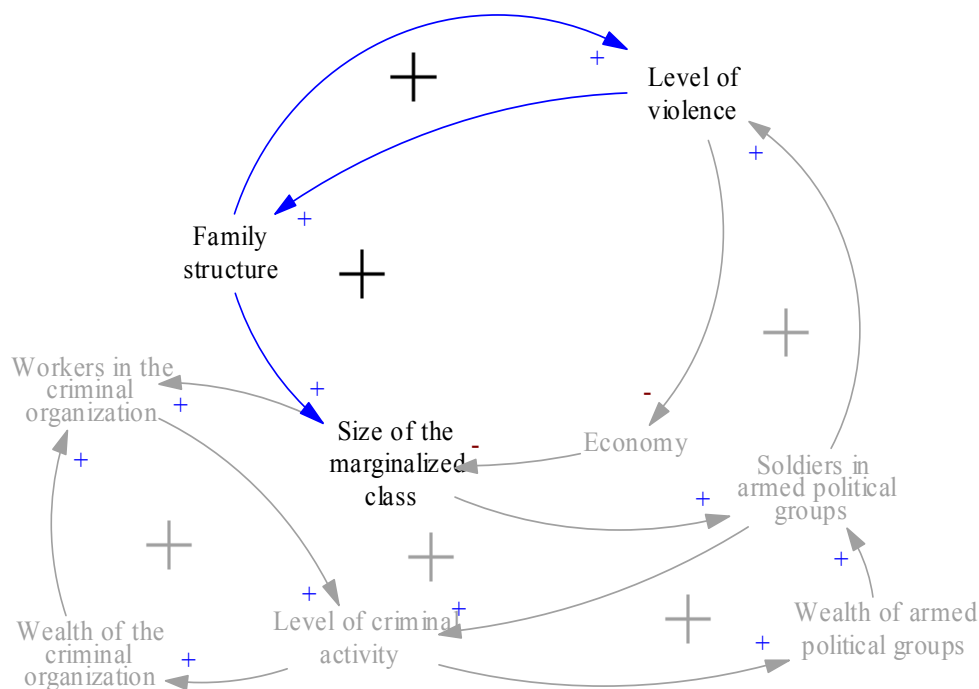 +
+
Level of
violence
+
+
Family
structure
+
+
+
Workers in the
criminal
organization
+
+
-
Size of the
marginalized
class
-
Economy
Soldiers in
armed political
groups
+
+
+
+
+
+
Level of criminal
activity
+
+
+
Wealth of armed
political groups
+
Wealth of the
criminal
organization
+